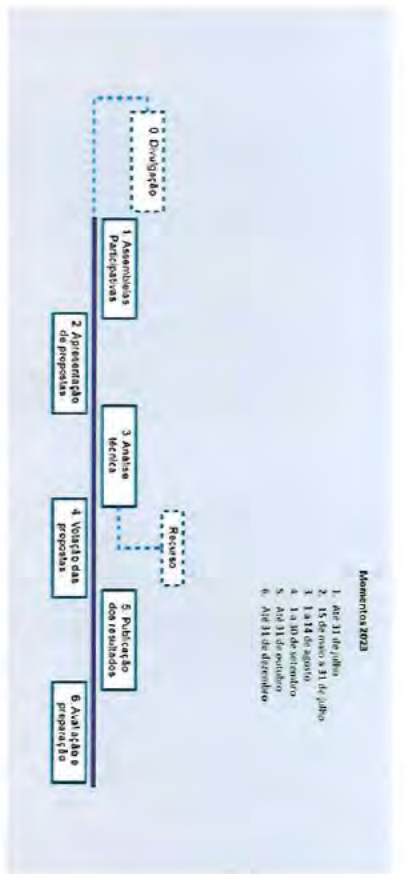 Momentos 2023
1. Até 31 de julho
2. 15 de maio a 31 de julho
3. 1 a 14 de agosto
4. 1 a 30 de setembro
5. Até 31 de outubro
6. Até 31 de dezembro
0. Divulgação
1. Assembleias
Participativas
2. Apresentação
de propostas
3. Análise
técnica
Recurso
4. Votação das
propostas
5. Publicação
dos resultados
6. Avaliação e
preparação